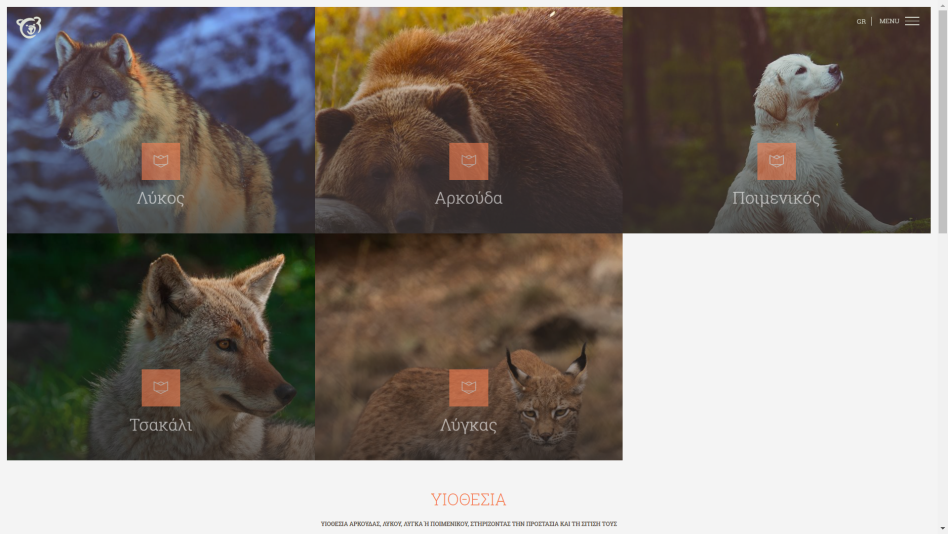 GR
MENU
Λύκος
Αρκούδα
Ποιμενικός
Τσακάλι
Λύγκας
ΥΙΟΘΕΣΙΑ
ΥΙΟΘΕΣΙΑ ΑΡΚΟΥΔΑΣ, ΛΥΚΟΥ, ΛΥΓΚΑ Ή ΠΟΙΜΕΝΙΚΟΥ, ΣΤΗΡΙΖΟΝΤΑΣ ΤΗΝ ΠΡΟΣΤΑΣΙΑ ΚΑΙ ΤΗ ΣΙΤΙΣΗ ΤΟΥΣ